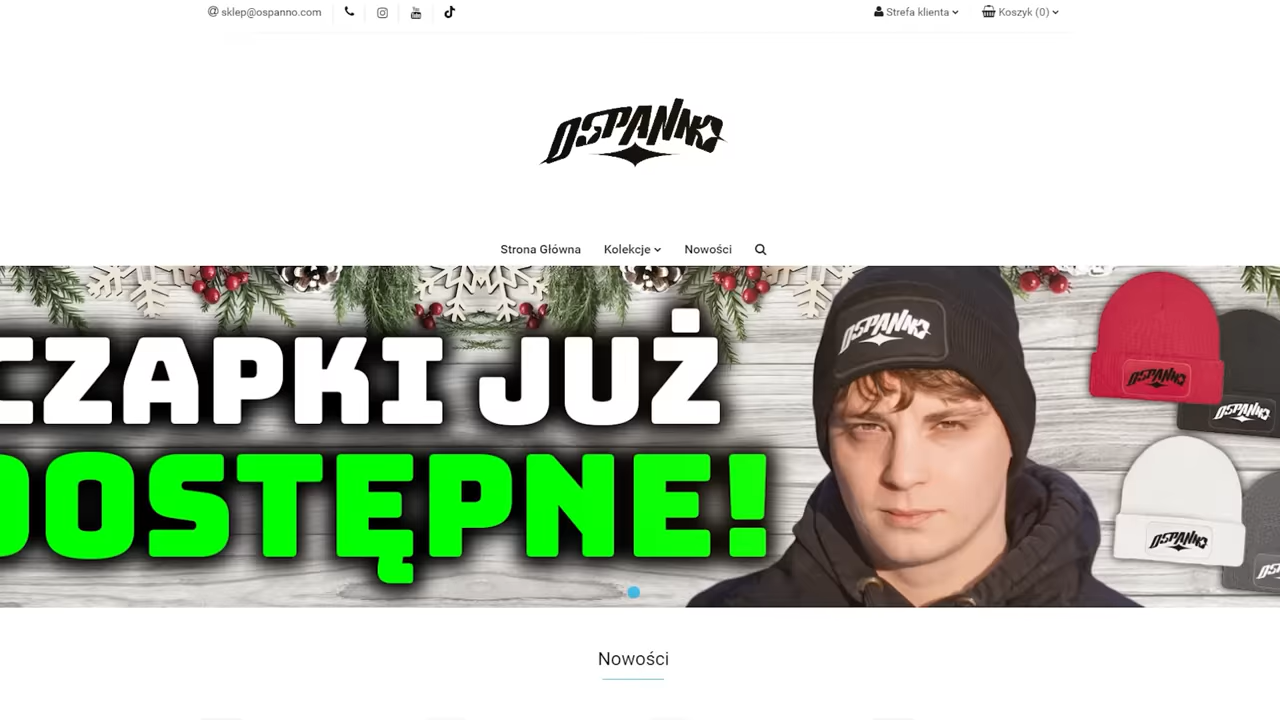 sklep@ospanno.com
Strefa klienta
Koszyk (0)
OSPANNO
Strona Główna
Kolekcje
Nowości
CZAPKI JUŻ
DOSTĘPNE!
OSPANNO
OSPANNO
OSPANNO
OSPANNO
Nowości